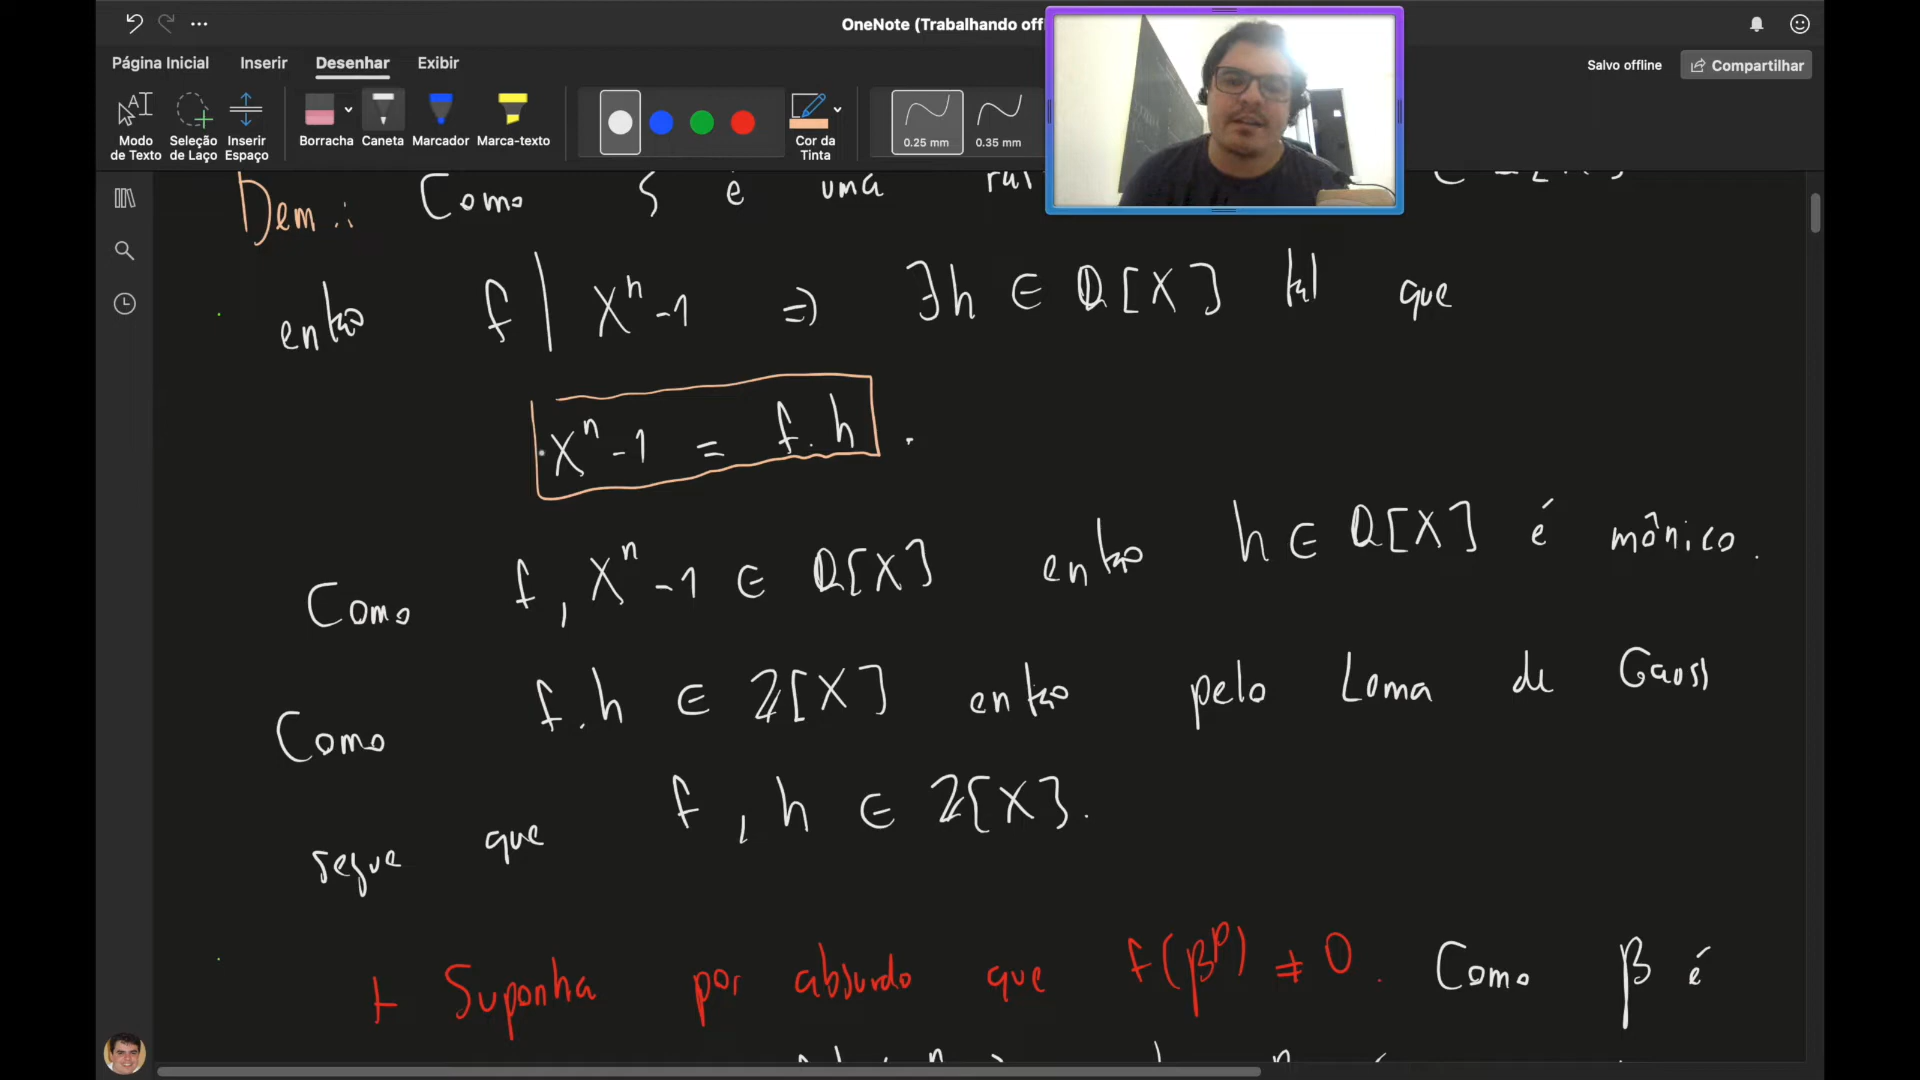 OneNote (Trabalhando off
Página Inicial Inserir Desenhar Exibir
Salvo offline Compartilhar
Modo de Texto Seleção de Laço Inserir Espaço Borracha Caneta Marcador Marca-texto Cor da Tinta 0.25 mm 0.35 mm
Dem.: Como ζ é uma
então f | X^n - 1 => ∃h ∈ Q[X] tal que
X^n - 1 = f.h .
Como f, X^n - 1 ∈ Q[X] então h ∈ Q[X] é mônico.
Como f.h ∈ Z[X] então pelo Lema de Gauss
segue que f, h ∈ Z[X].
+ Suponha por absurdo que f(β^p) ≠ 0. Como β é